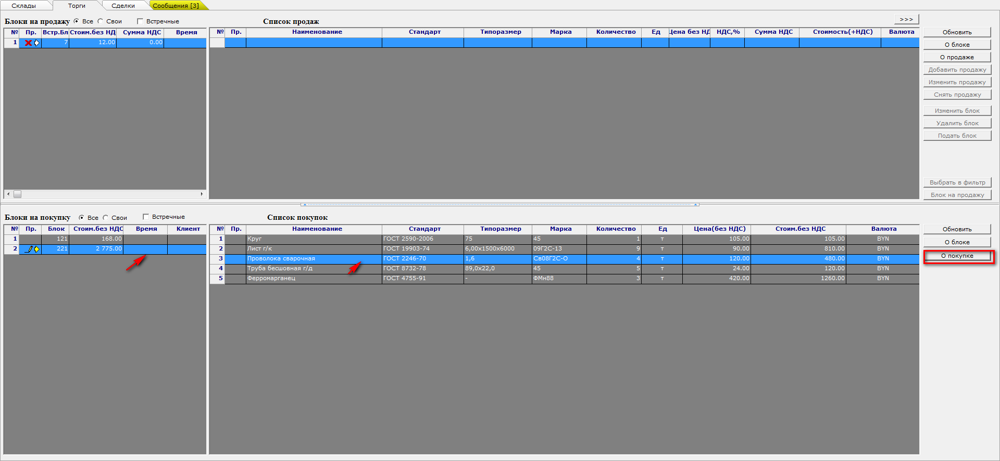 Склады Торги Сделки Сообщения [3]
Блоки на продажу Все Свои Встречные
Список продаж
>>>
№ Пр. Встр.Бл Стоим.без НД Сумма НДС Время
1 7 12.00 0.00
№ Пр. Наименование Стандарт Типоразмер Марка Количество Ед Цена без НД НДС,% Сумма НДС Стоимость(+НДС) Валюта
Обновить
О блоке
О продаже
Добавить продажу
Изменить продажу
Снять продажу
Изменить блок
Удалить блок
Подать блок
Выбрать в фильтр
Блок на продажу
Блоки на покупку Все Свои Встречные
Список покупок
№ Пр. Блок Стоим.без НДС Время Клиент
1 121 168.00
2 221 2 775.00
№ Пр. Наименование Стандарт Типоразмер Марка Количество Ед Цена(без НДС) Стоим.без НДС Валюта
1 Круг ГОСТ 2590-2006 75 45 1 т 105.00 105.00 BYN
2 Лист г/к ГОСТ 19903-74 6,00х1500х6000 09Г2С-13 9 т 90.00 810.00 BYN
3 Проволока сварочная ГОСТ 2246-70 1,6 Св08Г2С-О 4 т 120.00 480.00 BYN
4 Труба бесшовная г/д ГОСТ 8732-78 89,0х22,0 45 5 т 24.00 120.00 BYN
5 Ферромарганец ГОСТ 4755-91 - ФМн88 3 т 420.00 1260.00 BYN
Обновить
О блоке
О покупке